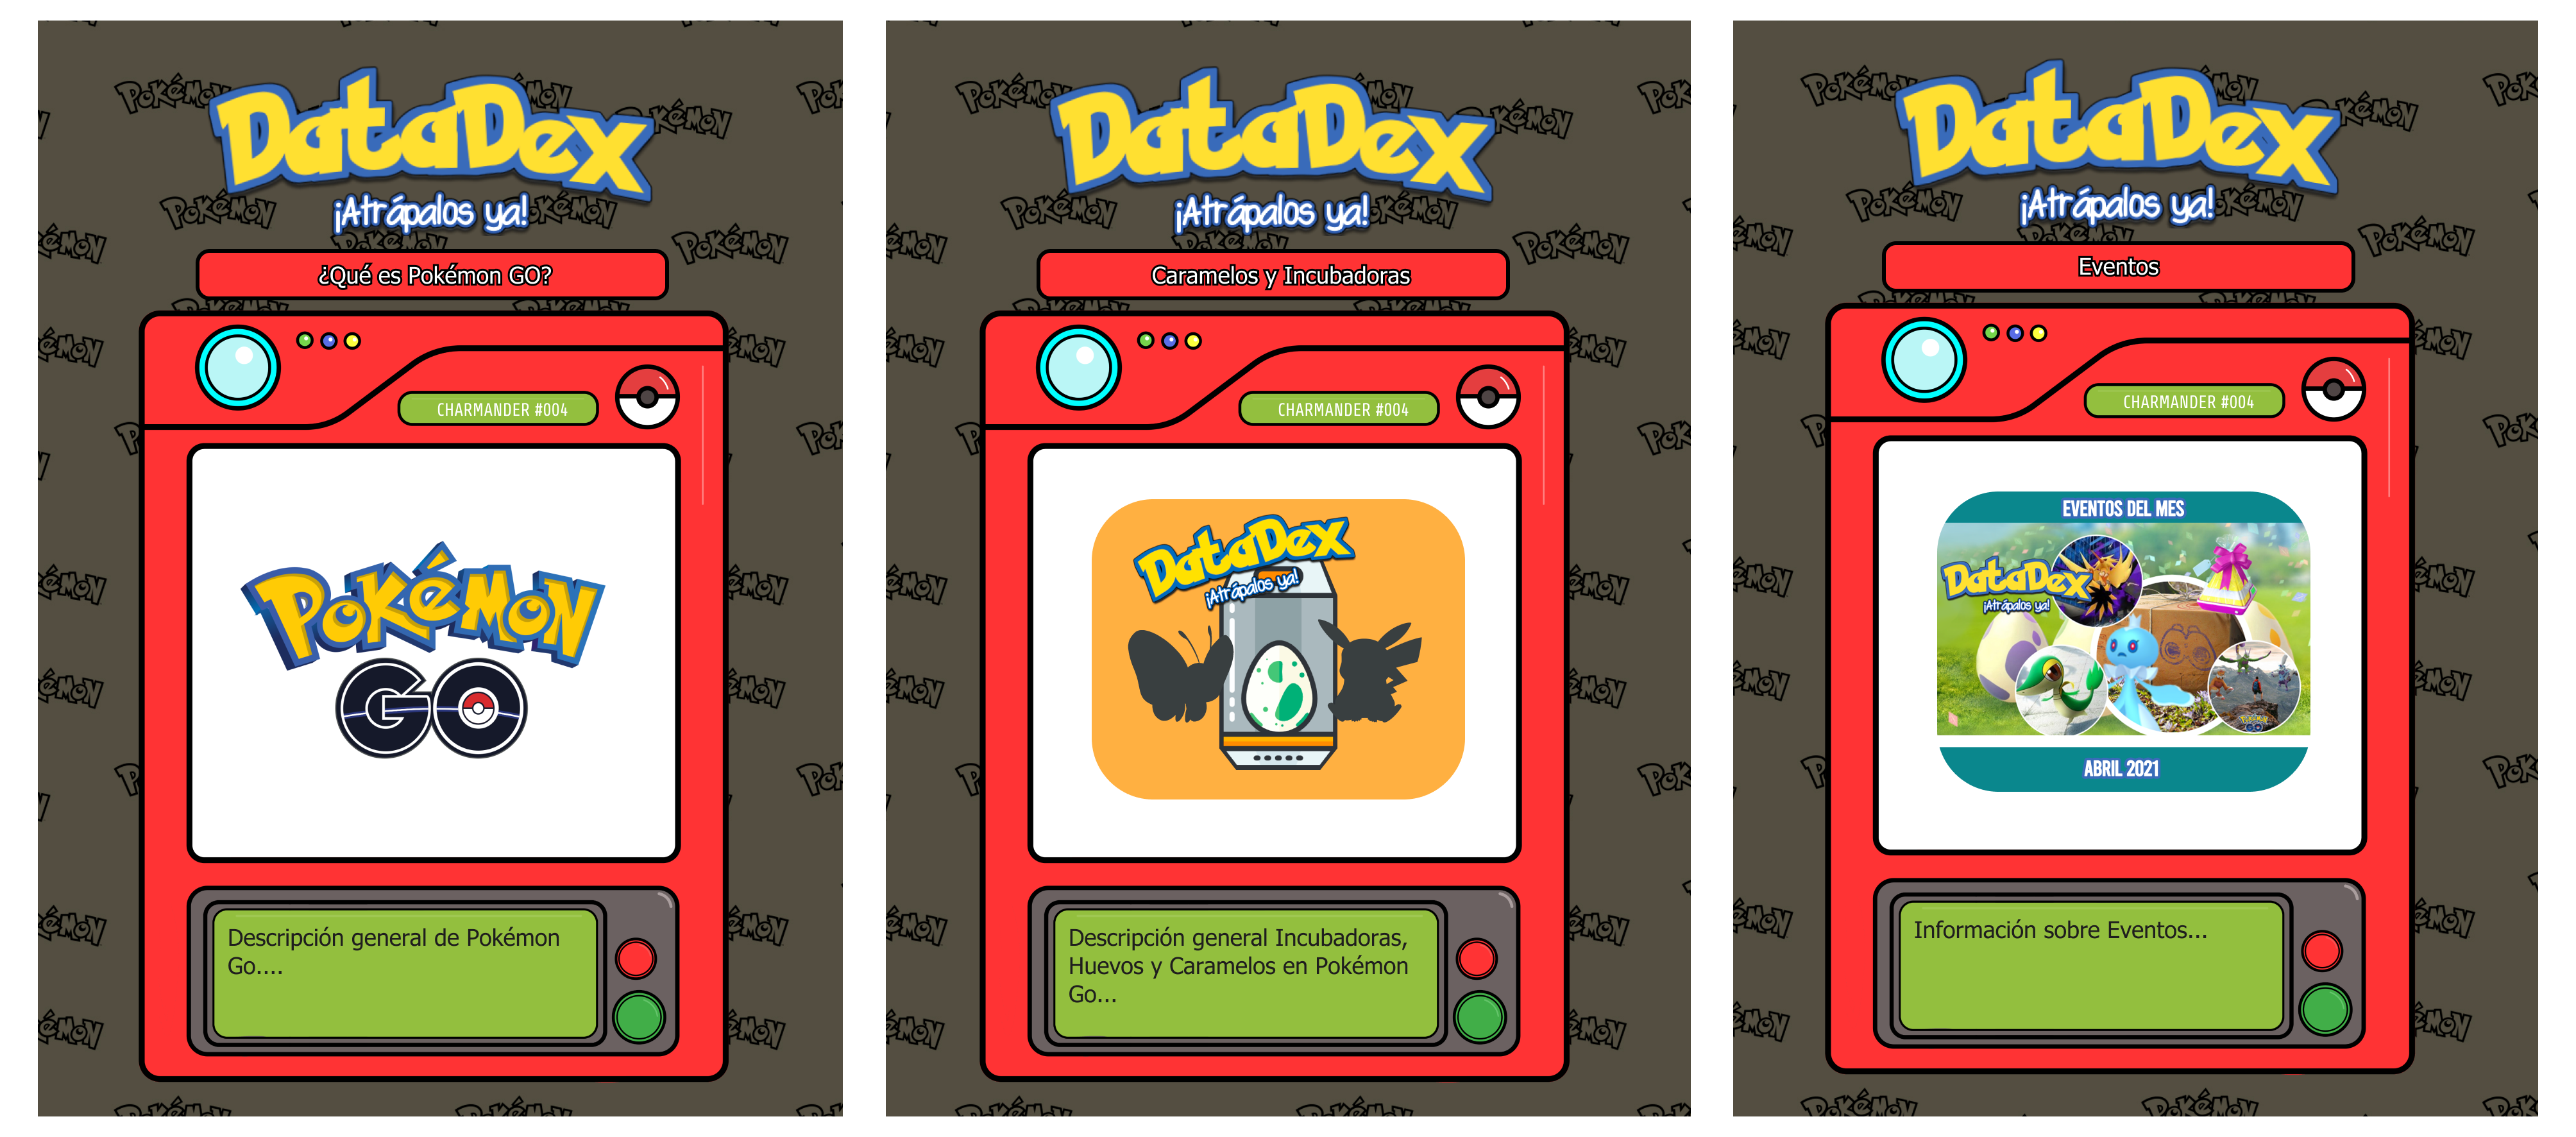 DataDex
¡Atrápalos ya!
¿Qué es Pokémon GO?
CHARMANDER #004
POKéMON
GO
Descripción general de Pokémon
Go....
DataDex
¡Atrápalos ya!
Caramelos y Incubadoras
CHARMANDER #004
DataDex
¡Atrápalos ya!
Descripción general Incubadoras,
Huevos y Caramelos en Pokémon
Go...
DataDex
¡Atrápalos ya!
Eventos
CHARMANDER #004
EVENTOS DEL MES
DataDex
¡Atrápalos ya!
POKéMON
GO
ABRIL 2021
Información sobre Eventos...